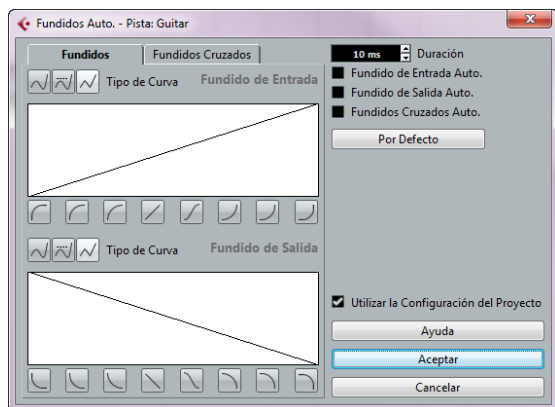 Fundidos Auto. - Pista: Guitar
Fundidos
Fundidos Cruzados
Tipo de Curva
Fundido de Entrada
Tipo de Curva
Fundido de Salida
10 ms
Duración
Fundido de Entrada Auto.
Fundido de Salida Auto.
Fundidos Cruzados Auto.
Por Defecto
Utilizar la Configuración del Proyecto
Ayuda
Aceptar
Cancelar